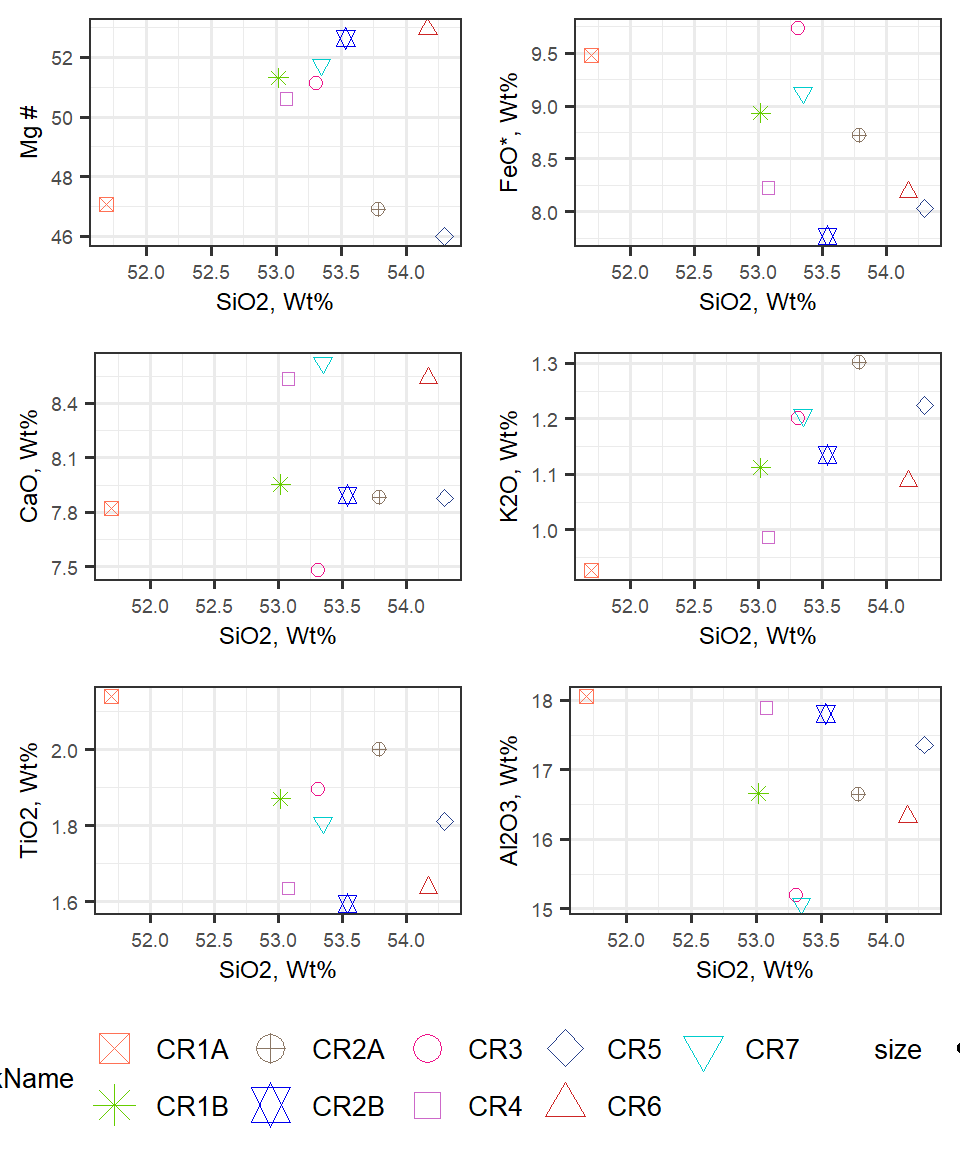 Mg #
52
50
48
46
52.0 52.5 53.0 53.5 54.0
SiO2, Wt%
FeO*, Wt%
9.5
9.0
8.5
8.0
52.0 52.5 53.0 53.5 54.0
SiO2, Wt%
CaO, Wt%
8.4
8.1
7.8
7.5
52.0 52.5 53.0 53.5 54.0
SiO2, Wt%
K2O, Wt%
1.3
1.2
1.1
1.0
52.0 52.5 53.0 53.5 54.0
SiO2, Wt%
TiO2, Wt%
2.0
1.8
1.6
52.0 52.5 53.0 53.5 54.0
SiO2, Wt%
Al2O3, Wt%
18
17
16
15
52.0 52.5 53.0 53.5 54.0
SiO2, Wt%
kName
CR1A CR2A CR3 CR5 CR7 size
CR1B CR2B CR4 CR6